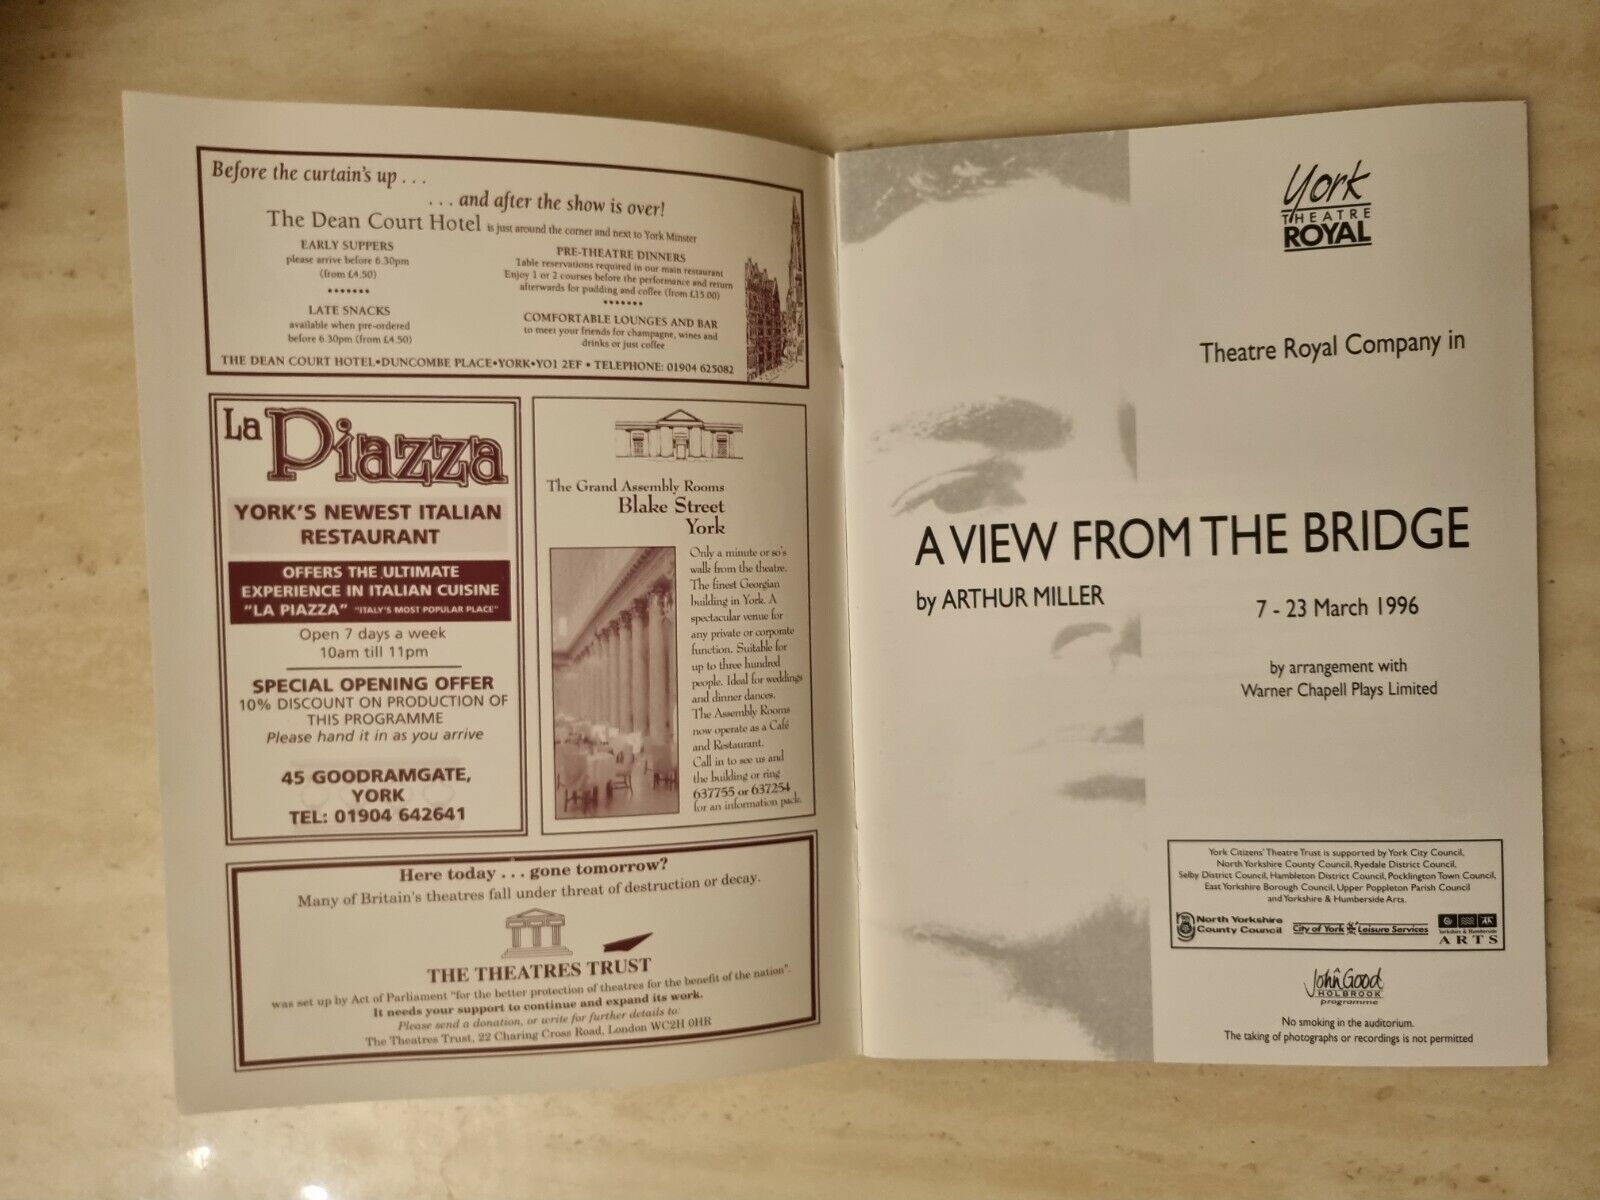 Before the curtain's up . . .
. . . and after the show is over!
The Dean Court Hotel is just around the corner and next to York Minster
EARLY SUPPERS
please arrive before 6.30pm
(from £4.50)
LATE SNACKS
available when pre-ordered
before 6.30pm (from £4.50)
PRE-THEATRE DINNERS
Table reservations required in our main restaurant
Enjoy 1 or 2 courses before the performance and return
afterwards for pudding and coffee (from £15.00)
COMFORTABLE LOUNGES AND BAR
to meet your friends for champagne, wines and
drinks or just coffee
THE DEAN COURT HOTEL•DUNCOMBE PLACE•YORK•YO1 2EF • TELEPHONE: 01904 625082
La Piazza
YORK'S NEWEST ITALIAN
RESTAURANT
OFFERS THE ULTIMATE
EXPERIENCE IN ITALIAN CUISINE
"LA PIAZZA" "ITALY'S MOST POPULAR PLACE"
Open 7 days a week
10am till 11pm
SPECIAL OPENING OFFER
10% DISCOUNT ON PRODUCTION OF
THIS PROGRAMME
Please hand it in as you arrive
45 GOODRAMGATE,
YORK
TEL: 01904 642641
The Grand Assembly Rooms
Blake Street
York
Only a minute or so's
walk from the theatre.
The finest Georgian
building in York. A
spectacular venue for
any private or corporate
function. Suitable for
up to three hundred
people. Ideal for weddings
and dinner dances.
The Assembly Rooms
now operate as a Café
and Restaurant.
Call in to see us and
the building or ring
637755 or 637254
for an information pack.
Here today . . . gone tomorrow?
Many of Britain's theatres fall under threat of destruction or decay.
THE THEATRES TRUST
was set up by Act of Parliament "for the better protection of theatres for the benefit of the nation".
It needs your support to continue and expand its work.
Please send a donation, or write for further details to:
The Theatres Trust, 22 Charing Cross Road, London WC2H 0HR
York
THEATRE
ROYAL
Theatre Royal Company in
A VIEW FROM THE BRIDGE
by ARTHUR MILLER
7 - 23 March 1996
by arrangement with
Warner Chapell Plays Limited
York Citizens' Theatre Trust is supported by York City Council,
North Yorkshire County Council, Ryedale District Council,
Selby District Council, Hambleton District Council, Pocklington Town Council,
East Yorkshire Borough Council, Upper Poppleton Parish Council
and Yorkshire & Humberside Arts.
North Yorkshire
County Council
City of York Leisure Services
Yorkshire & Humberside
ARTS
John Good
HOLBROOK
programme
No smoking in the auditorium.
The taking of photographs or recordings is not permitted